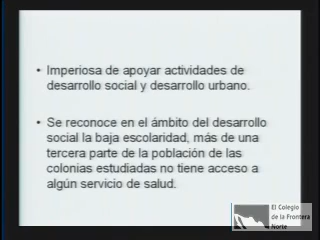 • Imperiosa de apoyar actividades de
desarrollo social y desarrollo urbano.
• Se reconoce en el ámbito del desarrollo
social la baja escolaridad, más de una
tercera parte de la población de las
colonias estudiadas no tiene acceso a
algún servicio de salud.
El Colegio
de la Frontera
Norte